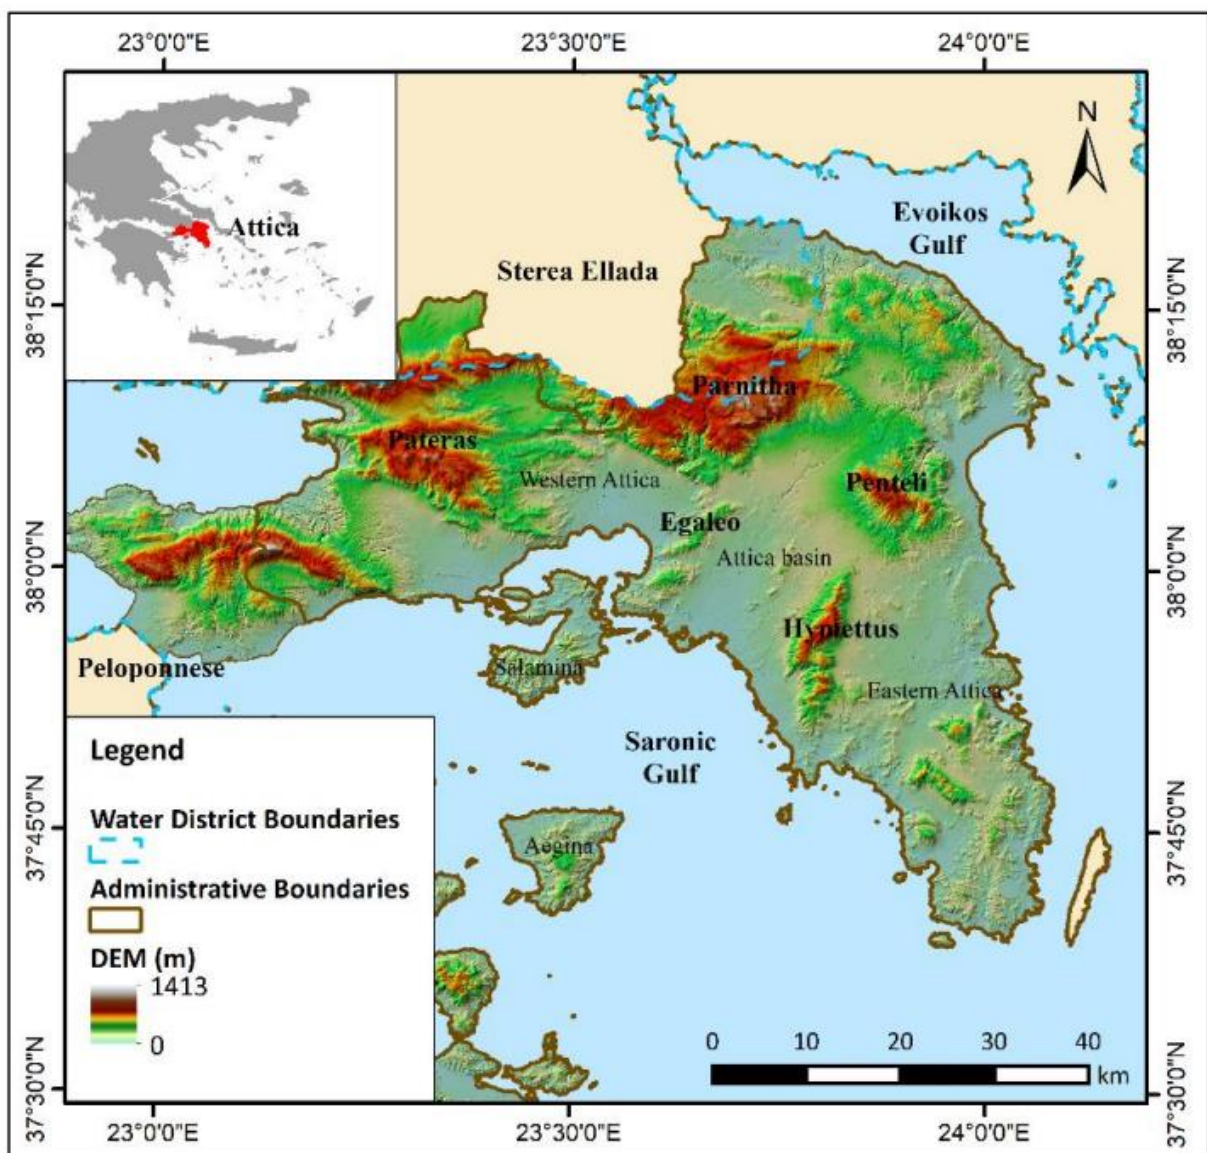 23°0'0"E
23°30'0"E
24°0'0"E
N
Evoikos
Gulf
Attica
Sterea Ellada
38°15'0"N
38°15'0"N
Parnitha
Pateras
Western Attica
Penteli
Egaleo
Attica basin
38°0'0"N
38°0'0"N
Hymettus
Peloponnese
Salamina
Eastern Attica
Saronic
Gulf
Legend
Water District Boundaries
37°45'0"N
37°45'0"N
Aegina
Administrative Boundaries
DEM (m)
1413
0
0 10 20 30 40
km
37°30'0"N
37°30'0"N
23°0'0"E
23°30'0"E
24°0'0"E